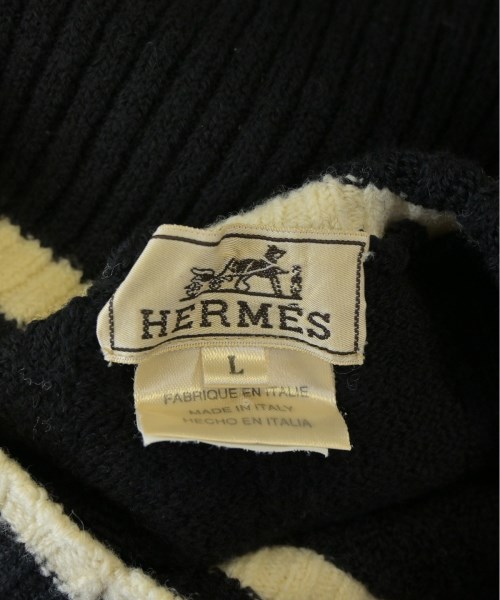 HERMÈS
L
FABRIQUE EN ITALIE
MADE IN ITALY
HECHO EN ITALIA